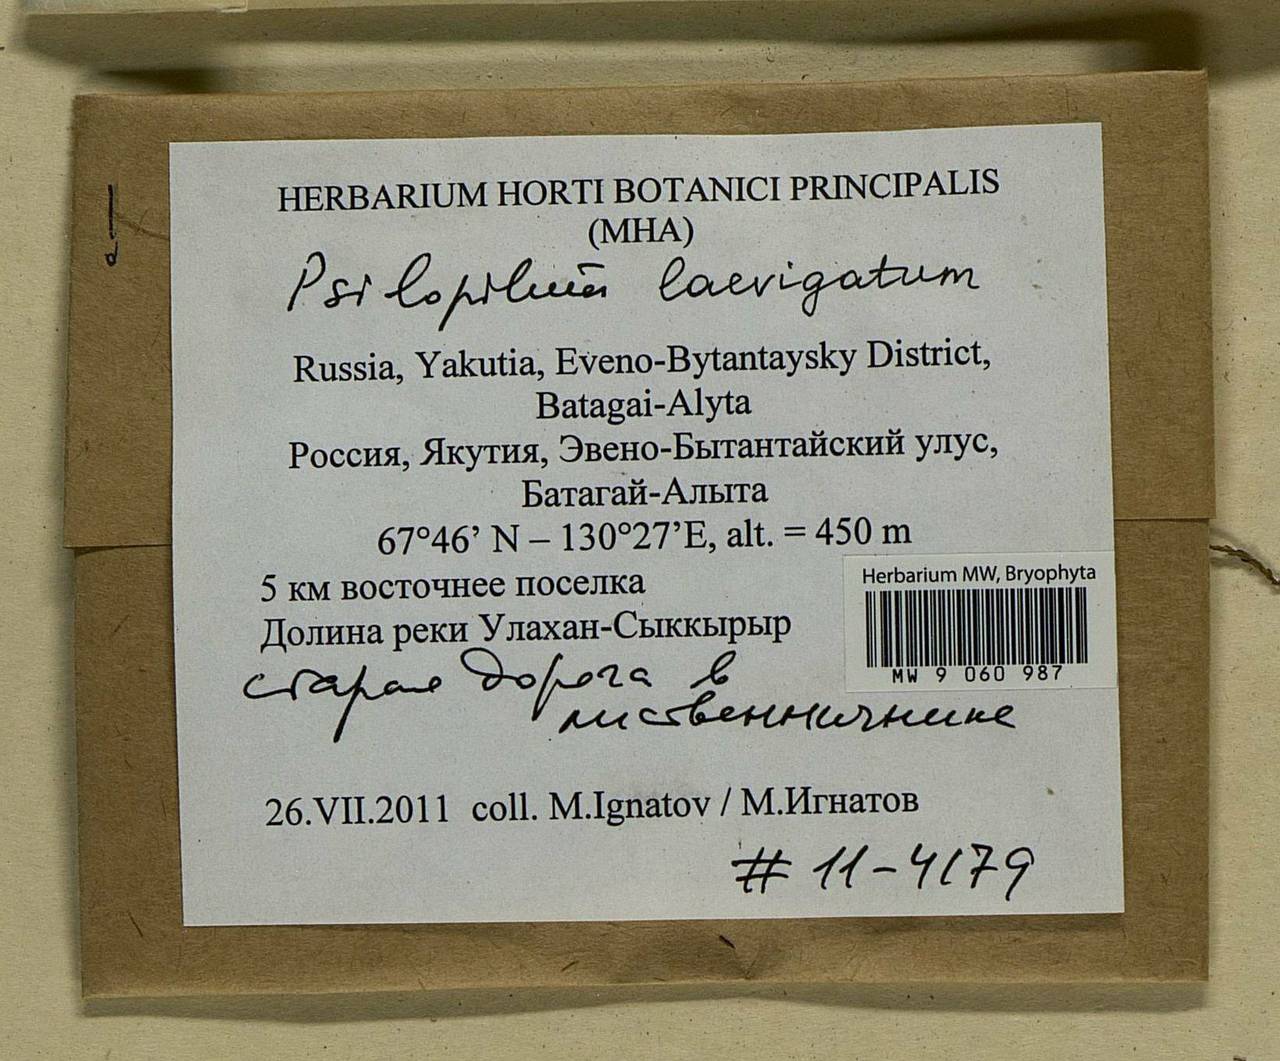 HERBARIUM HORTI BOTANICI PRINCIPALIS
(MHA)
Psilopilum laevigatum
Russia, Yakutia, Eveno-Bytantaysky District,
Batagai-Alyta
Россия, Якутия, Эвено-Бытантайский улус,
Батагай-Алыта
67°46’ N – 130°27’E, alt. = 450 m
5 км восточнее поселка
Долина реки Улахан-Сыккырыр
Herbarium MW, Bryophyta
MW 9 060 987
старая дорога в
лиственничнике
26.VII.2011 coll. M.Ignatov / М.Игнатов
# 11-4179